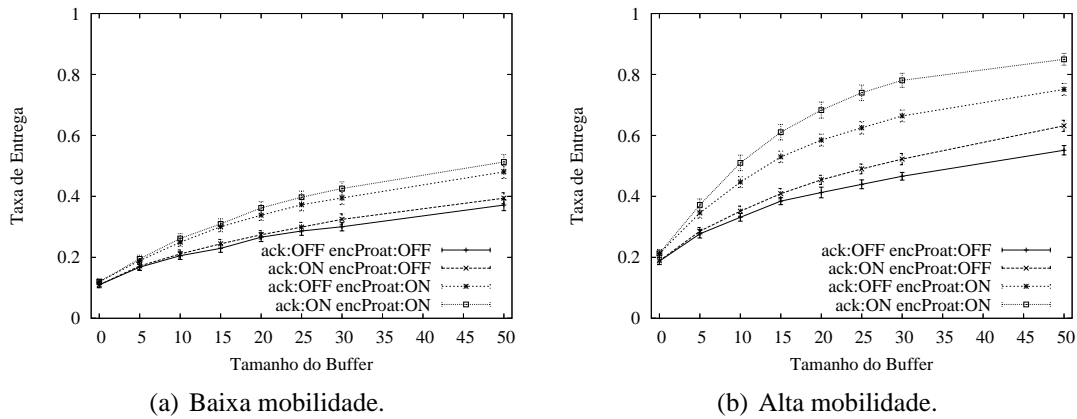 1
0.8
0.6
0.4
0.2
0
0 5 10 15 20 25 30 35 40 45 50
Taxa de Entrega
Tamanho do Buffer
ack:OFF encProat:OFF
ack:ON encProat:OFF
ack:OFF encProat:ON
ack:ON encProat:ON
(a) Baixa mobilidade.
1
0.8
0.6
0.4
0.2
0
0 5 10 15 20 25 30 35 40 45 50
Taxa de Entrega
Tamanho do Buffer
ack:OFF encProat:OFF
ack:ON encProat:OFF
ack:OFF encProat:ON
ack:ON encProat:ON
(b) Alta mobilidade.